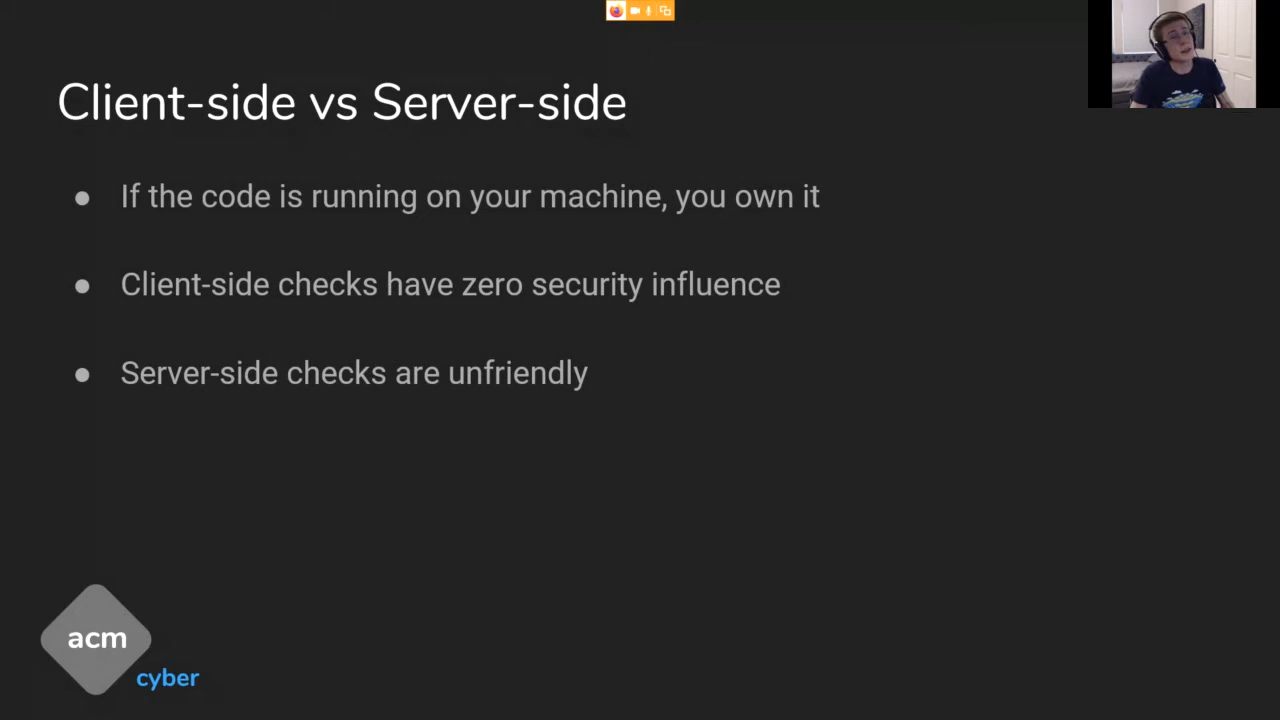 Client-side vs Server-side
● If the code is running on your machine, you own it
● Client-side checks have zero security influence
● Server-side checks are unfriendly
acm
cyber